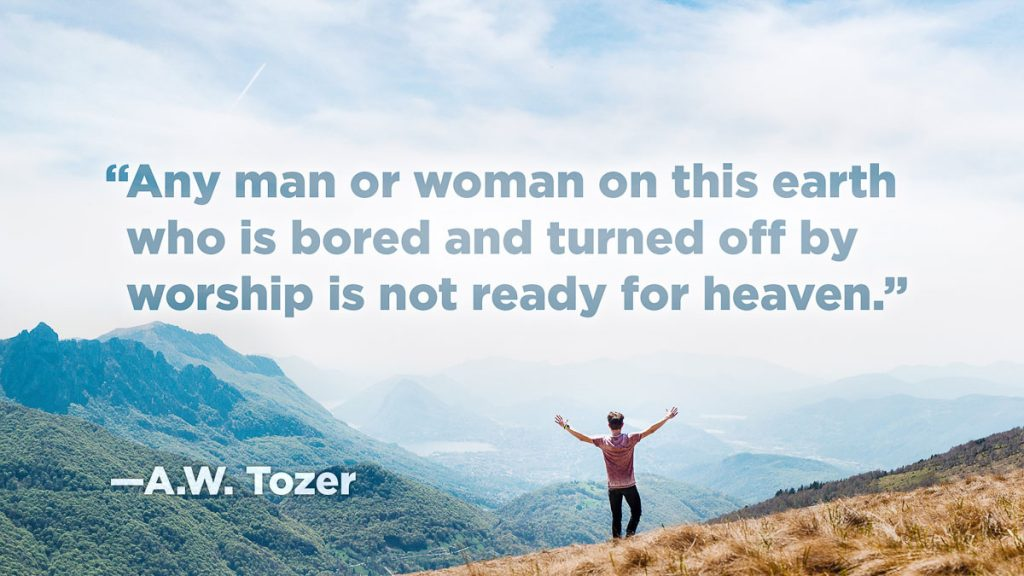 “Any man or woman on this earth
who is bored and turned off by
worship is not ready for heaven.”
—A.W. Tozer